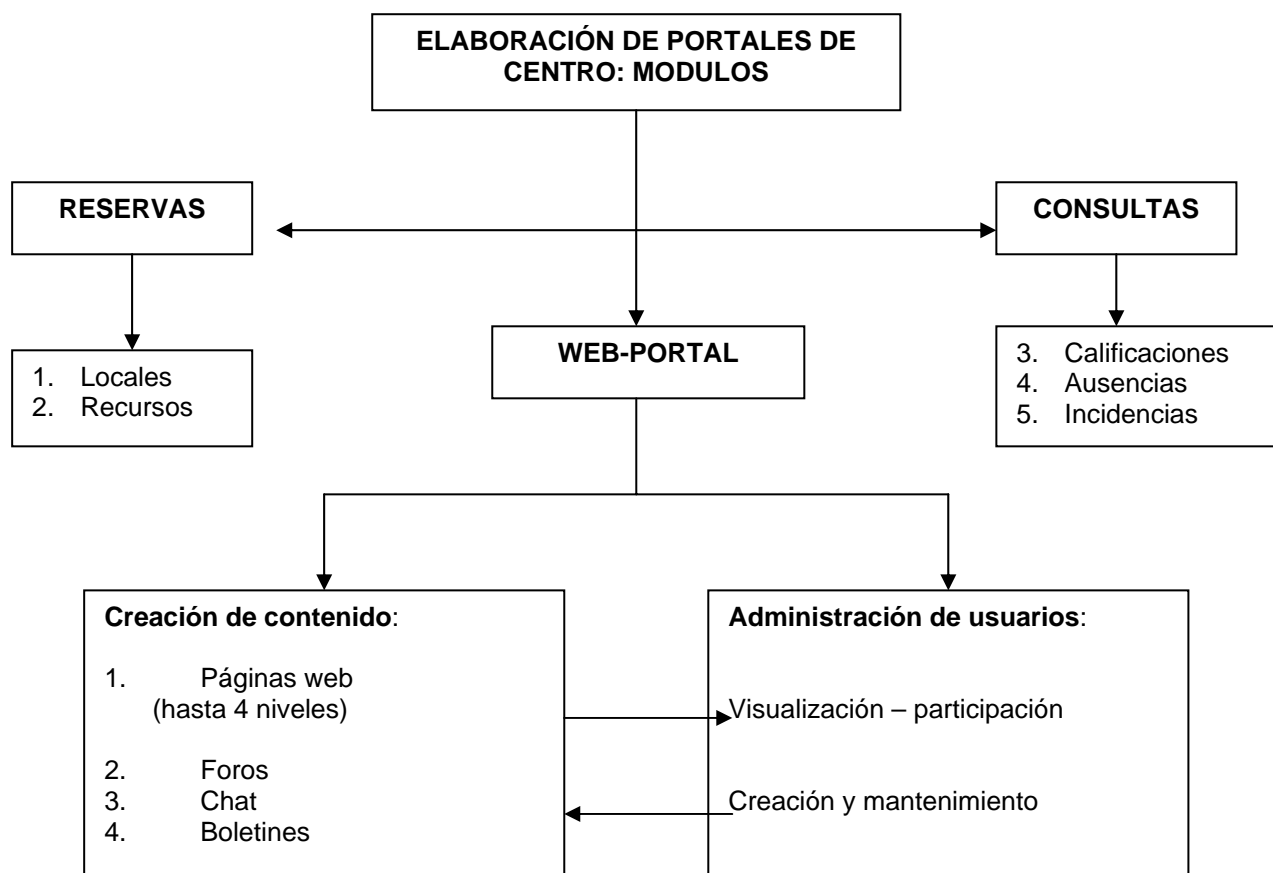 ELABORACIÓN DE PORTALES DE
CENTRO: MODULOS
RESERVAS
CONSULTAS
1. Locales
2. Recursos
WEB-PORTAL
3. Calificaciones
4. Ausencias
5. Incidencias
Creación de contenido:
1. Páginas web
(hasta 4 niveles)
2. Foros
3. Chat
4. Boletines
Administración de usuarios:
Visualización – participación
Creación y mantenimiento